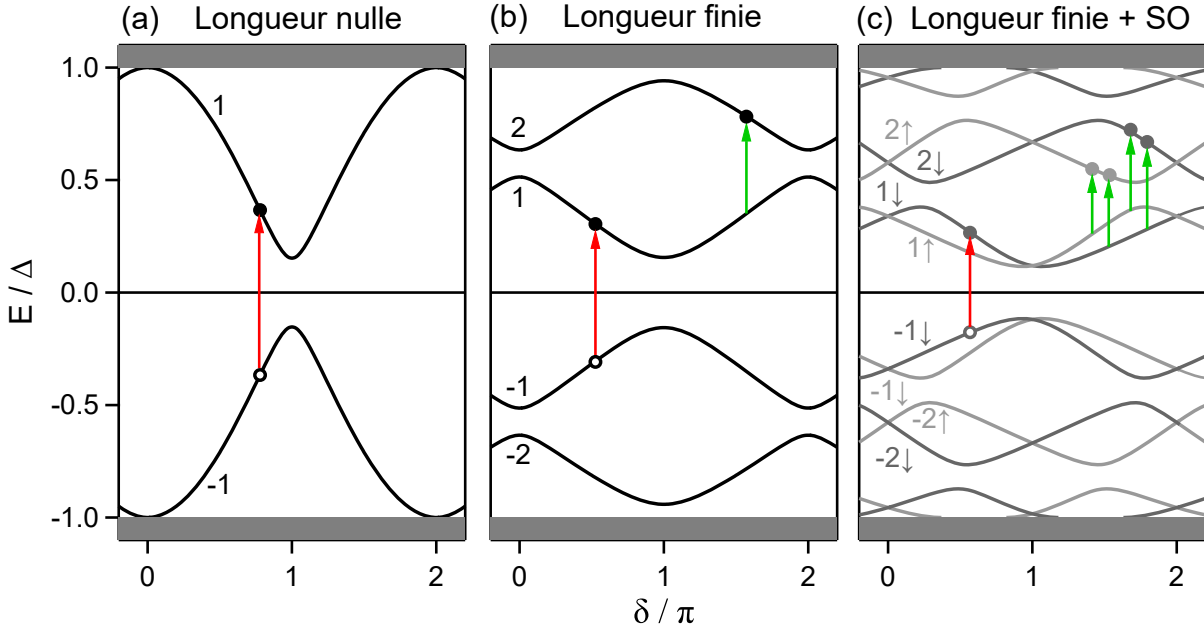 (a) Longueur nulle
(b) Longueur finie
(c) Longueur finie + SO
E / Δ
1.0
0.5
0.0
-0.5
-1.0
1
-1
0 1 2
2
1
-1
-2
0 1 2
δ / π
2↑
2↓
1↓
1↑
-1↓
-1↓
-2↑
-2↓
0 1 2